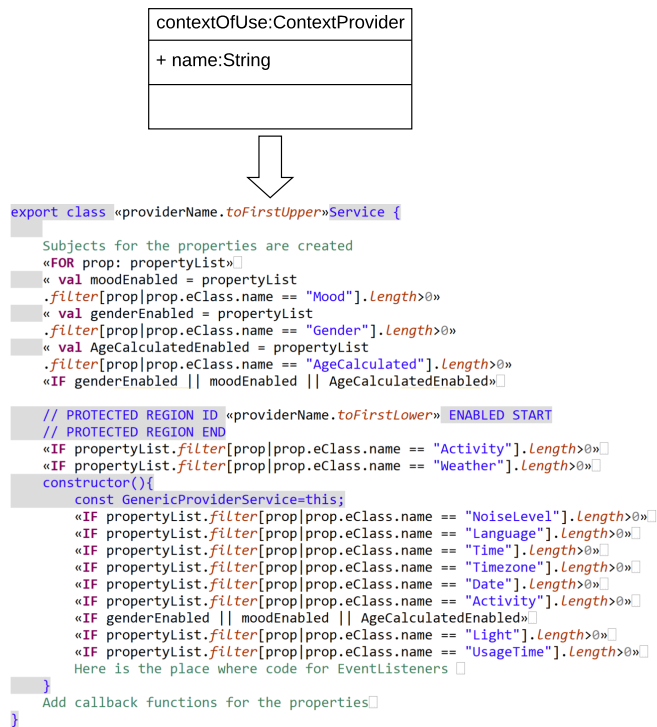 contextOfUse:ContextProvider
+ name:String
export class «providerName.toFirstUpper»Service {
Subjects for the properties are created
«FOR prop: propertyList»
« val moodEnabled = propertyList
.filter[prop|prop.eClass.name == "Mood"].length>0»
« val genderEnabled = propertyList
.filter[prop|prop.eClass.name == "Gender"].length>0»
« val AgeCalculatedEnabled = propertyList
.filter[prop|prop.eClass.name == "AgeCalculated"].length>0»
«IF genderEnabled || moodEnabled || AgeCalculatedEnabled»
// PROTECTED REGION ID «providerName.toFirstLower» ENABLED START
// PROTECTED REGION END
«IF propertyList.filter[prop|prop.eClass.name == "Activity"].length>0»
«IF propertyList.filter[prop|prop.eClass.name == "Weather"].length>0»
constructor(){
const GenericProviderService=this;
«IF propertyList.filter[prop|prop.eClass.name == "NoiseLevel"].length>0»
«IF propertyList.filter[prop|prop.eClass.name == "Language"].length>0»
«IF propertyList.filter[prop|prop.eClass.name == "Time"].length>0»
«IF propertyList.filter[prop|prop.eClass.name == "Timezone"].length>0»
«IF propertyList.filter[prop|prop.eClass.name == "Date"].length>0»
«IF propertyList.filter[prop|prop.eClass.name == "Activity"].length>0»
«IF genderEnabled || moodEnabled || AgeCalculatedEnabled»
«IF propertyList.filter[prop|prop.eClass.name == "Light"].length>0»
«IF propertyList.filter[prop|prop.eClass.name == "UsageTime"].length>0»
Here is the place where code for EventListeners
}
Add callback functions for the properties
}